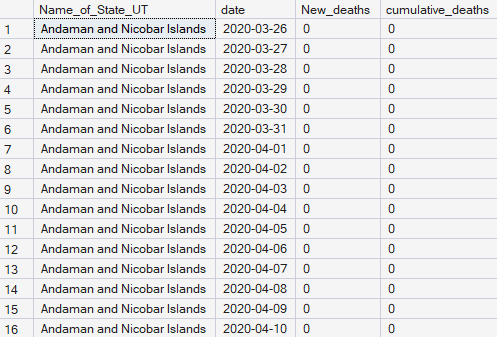 Name_of_State_UT date New_deaths cumulative_deaths
1 Andaman and Nicobar Islands 2020-03-26 0 0
2 Andaman and Nicobar Islands 2020-03-27 0 0
3 Andaman and Nicobar Islands 2020-03-28 0 0
4 Andaman and Nicobar Islands 2020-03-29 0 0
5 Andaman and Nicobar Islands 2020-03-30 0 0
6 Andaman and Nicobar Islands 2020-03-31 0 0
7 Andaman and Nicobar Islands 2020-04-01 0 0
8 Andaman and Nicobar Islands 2020-04-02 0 0
9 Andaman and Nicobar Islands 2020-04-03 0 0
10 Andaman and Nicobar Islands 2020-04-04 0 0
11 Andaman and Nicobar Islands 2020-04-05 0 0
12 Andaman and Nicobar Islands 2020-04-06 0 0
13 Andaman and Nicobar Islands 2020-04-07 0 0
14 Andaman and Nicobar Islands 2020-04-08 0 0
15 Andaman and Nicobar Islands 2020-04-09 0 0
16 Andaman and Nicobar Islands 2020-04-10 0 0